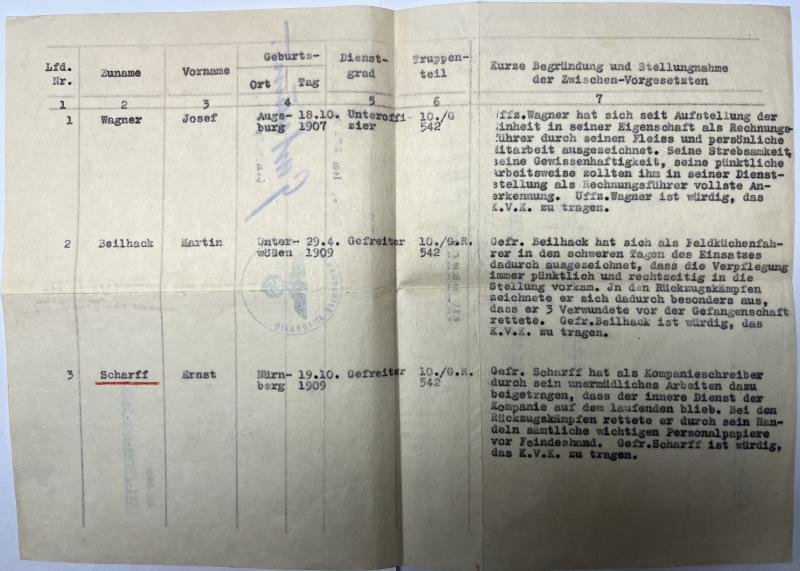 Lfd. Nr. Zuname Vorname Geburts- Ort Tag Dienst- grad Truppen- teil Kurze Begründung und Stellungnahme der Zwischen-Vorgesetzten
1 2 3 4 5 6 7
1 Wagner Josef Augs- 18.10. Unteroffi- 10./G
burg 1907 zier 542
Uffz.Wagner hat sich seit Aufstellung der
Einheit in seiner Eigenschaft als Rechnungs-
führer durch seinen Fleiss und persönliche
Mitarbeit ausgezeichnet. Seine Strebsamkeit,
seine Gewissenhaftigkeit, seine pünktliche
Arbeitsweise zollten ihm in seiner Dienst-
stellung als Rechnungsführer vollste An-
erkennung. Uffz.Wagner ist würdig, das
K.V.K. zu tragen.
2 Beilhack Martin Unter- 29.4. Gefreiter 10./G.R.
wößen 1909 542
Gefr. Beilhack hat sich als Feldküchenfah-
rer in den schweren Tagen des Einsatzes
dadurch ausgezeichnet, dass die Verpflegung
immer pünktlich und rechtzeitig in die
Stellung vorkam. Jn den Rückzugskämpfen
zeichnete er sich dadurch besonders aus,
dass er 3 Verwundete vor der Gefangenschaft
rettete. Gefr.Beilhack ist würdig, das
K.V.K. zu tragen.
3 Scharff Ernst Nürn- 19.10. Gefreiter 10./G.R.
berg 1909 542
Gefr. Scharff hat als Kompanieschreiber
durch sein unermüdliches Arbeiten dazu
beigetragen, dass der innere Dienst der
Kompanie auf dem laufenden blieb. Bei den
Rückzugskämpfen rettete er durch sein Han-
deln sämtliche wichtigen Personalpapiere
vor Feindeshand. Gefr.Scharff ist würdig,
das K.V.K. zu tragen.